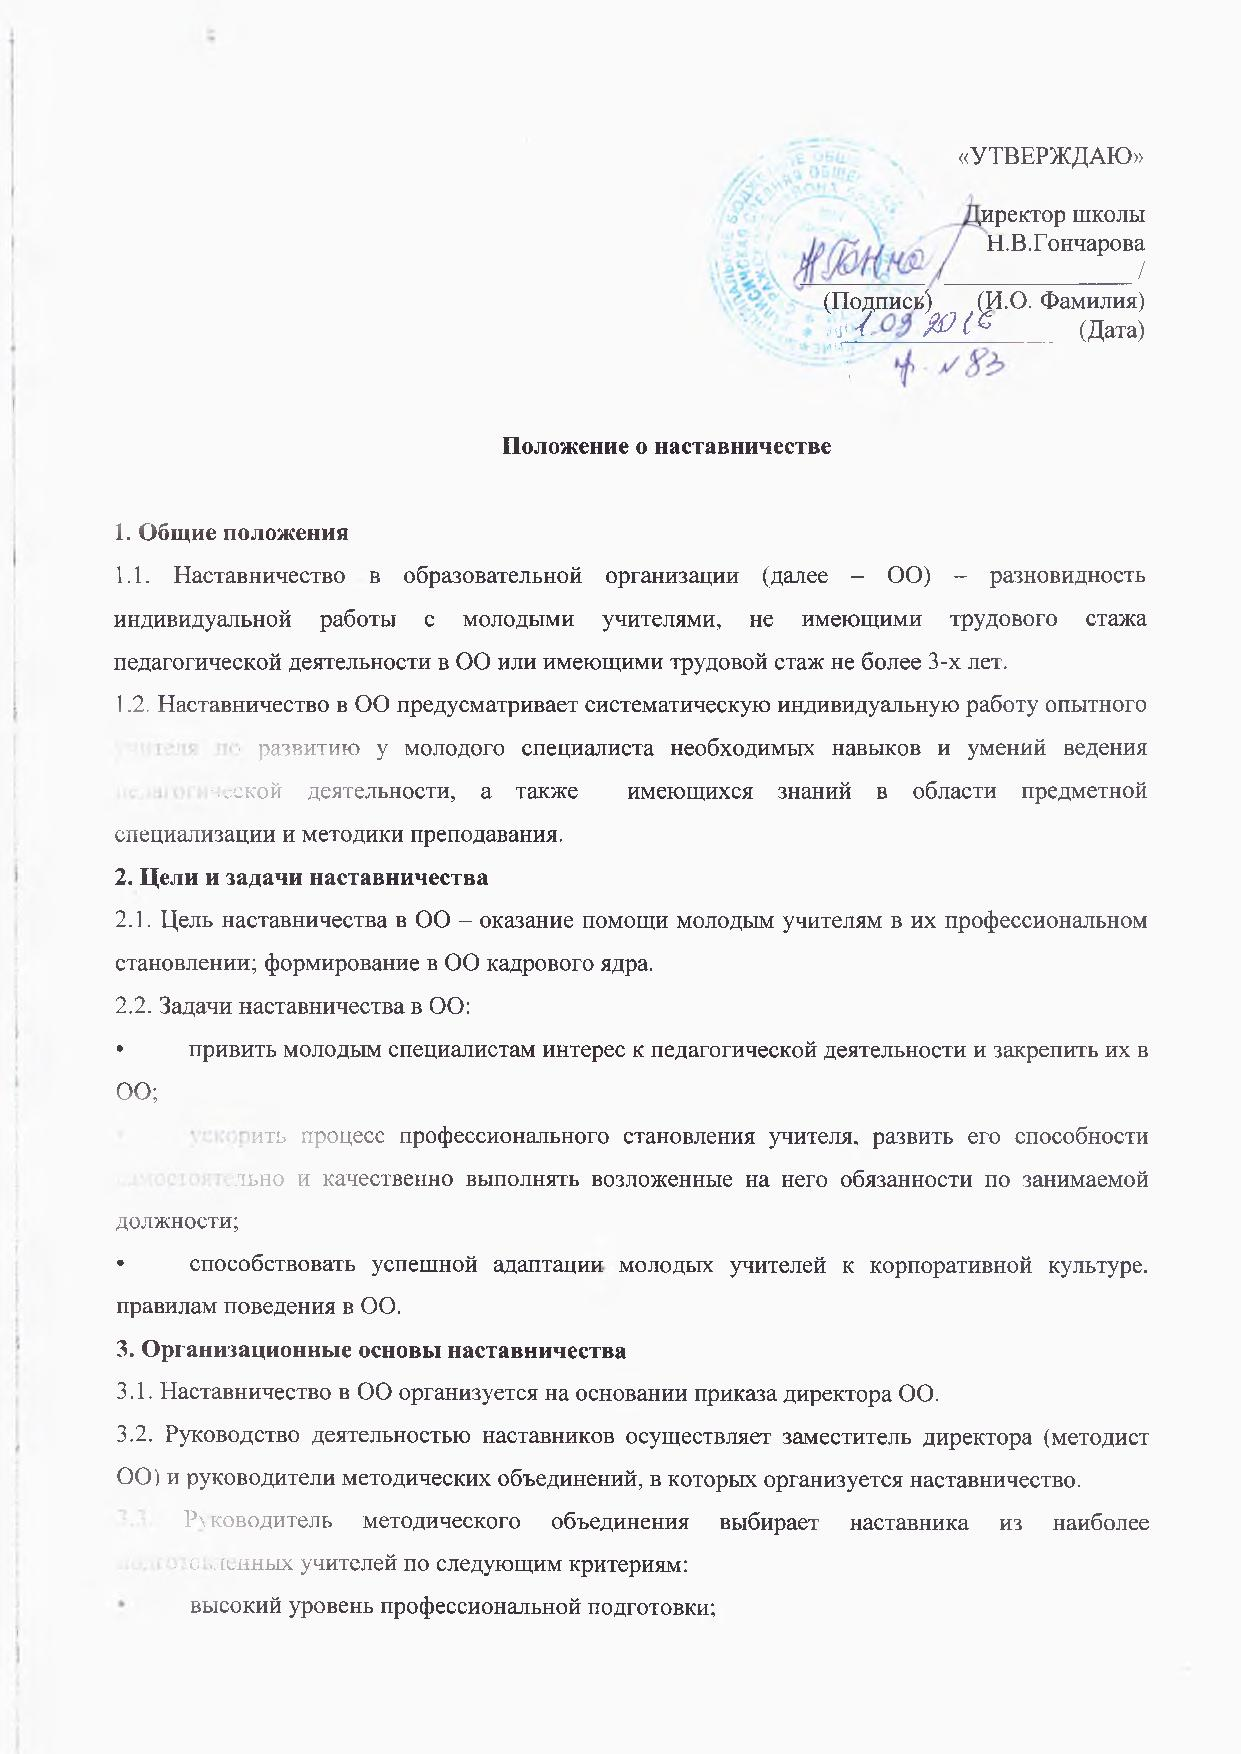 «УТВЕРЖДАЮ»
Директор школы
Н.В.Гончарова
/ /
(Подпись) (И.О. Фамилия)
1.09 2016 (Дата)
№ 83
Положение о наставничестве
1. Общие положения
1.1. Наставничество в образовательной организации (далее – ОО) – разновидность
индивидуальной работы с молодыми учителями, не имеющими трудового стажа
педагогической деятельности в ОО или имеющими трудовой стаж не более 3-х лет.
1.2. Наставничество в ОО предусматривает систематическую индивидуальную работу опытного
учителя по развитию у молодого специалиста необходимых навыков и умений ведения
педагогической деятельности, а также имеющихся знаний в области предметной
специализации и методики преподавания.
2. Цели и задачи наставничества
2.1. Цель наставничества в ОО – оказание помощи молодым учителям в их профессиональном
становлении; формирование в ОО кадрового ядра.
2.2. Задачи наставничества в ОО:
• привить молодым специалистам интерес к педагогической деятельности и закрепить их в
ОО;
• ускорить процесс профессионального становления учителя, развить его способности
самостоятельно и качественно выполнять возложенные на него обязанности по занимаемой
должности;
• способствовать успешной адаптации молодых учителей к корпоративной культуре.
правилам поведения в ОО.
3. Организационные основы наставничества
3.1. Наставничество в ОО организуется на основании приказа директора ОО.
3.2. Руководство деятельностью наставников осуществляет заместитель директора (методист
ОО) и руководители методических объединений, в которых организуется наставничество.
3.3. Руководитель методического объединения выбирает наставника из наиболее
подготовленных учителей по следующим критериям:
• высокий уровень профессиональной подготовки;